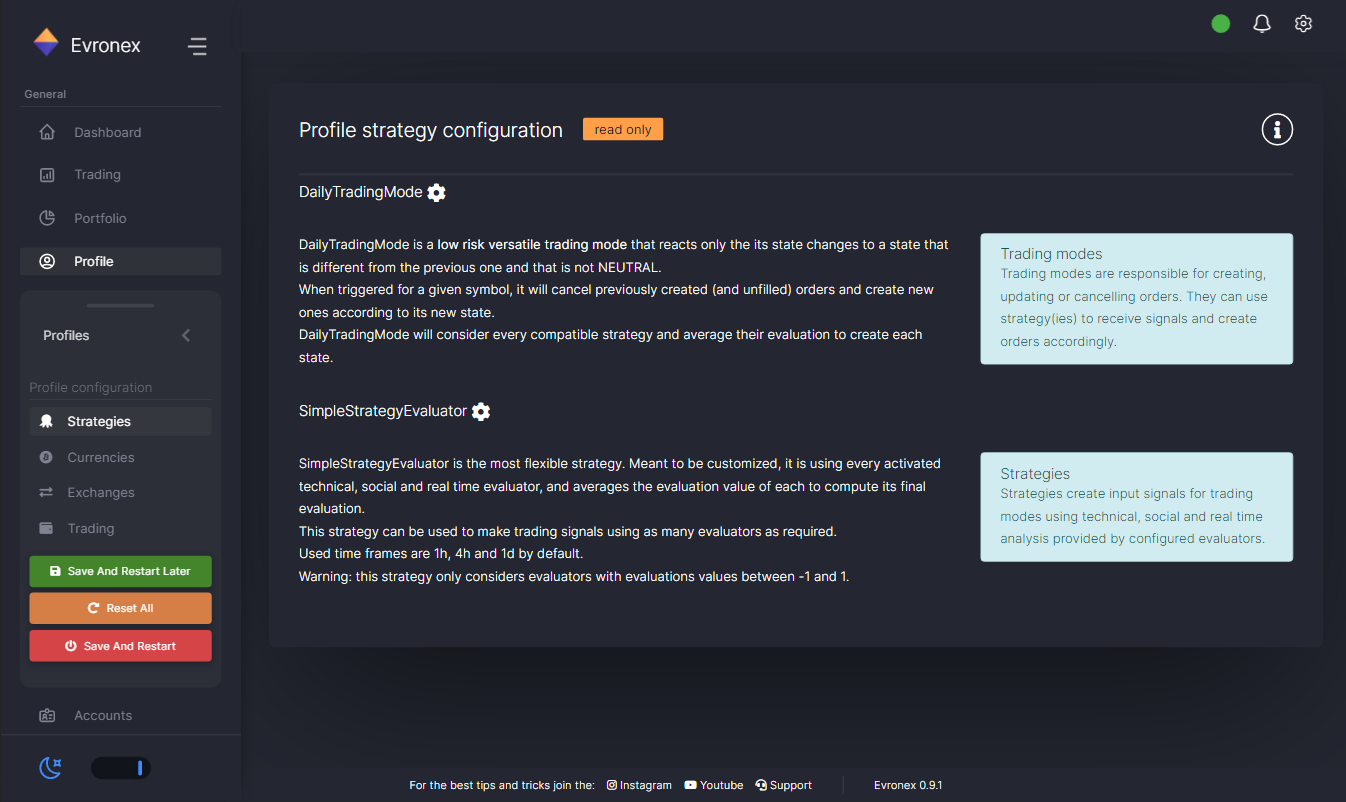 Evronex
General
Dashboard
Trading
Portfolio
Profile
Profiles
Profile configuration
Strategies
Currencies
Exchanges
Trading
Save And Restart Later
Reset All
Save And Restart
Accounts
Profile strategy configuration
read only
DailyTradingMode
DailyTradingMode is a low risk versatile trading mode that reacts only the its state changes to a state that
is different from the previous one and that is not NEUTRAL.
When triggered for a given symbol, it will cancel previously created (and unfilled) orders and create new
ones according to its new state.
DailyTradingMode will consider every compatible strategy and average their evaluation to create each
state.
Trading modes
Trading modes are responsible for creating,
updating or cancelling orders. They can use
strategy(ies) to receive signals and create
orders accordingly.
SimpleStrategyEvaluator
SimpleStrategyEvaluator is the most flexible strategy. Meant to be customized, it is using every activated
technical, social and real time evaluator, and averages the evaluation value of each to compute its final
evaluation.
This strategy can be used to make trading signals using as many evaluators as required.
Used time frames are 1h, 4h and 1d by default.
Warning: this strategy only considers evaluators with evaluations values between -1 and 1.
Strategies
Strategies create input signals for trading
modes using technical, social and real time
analysis provided by configured evaluators.
For the best tips and tricks join the: Instagram Youtube Support
Evronex 0.9.1